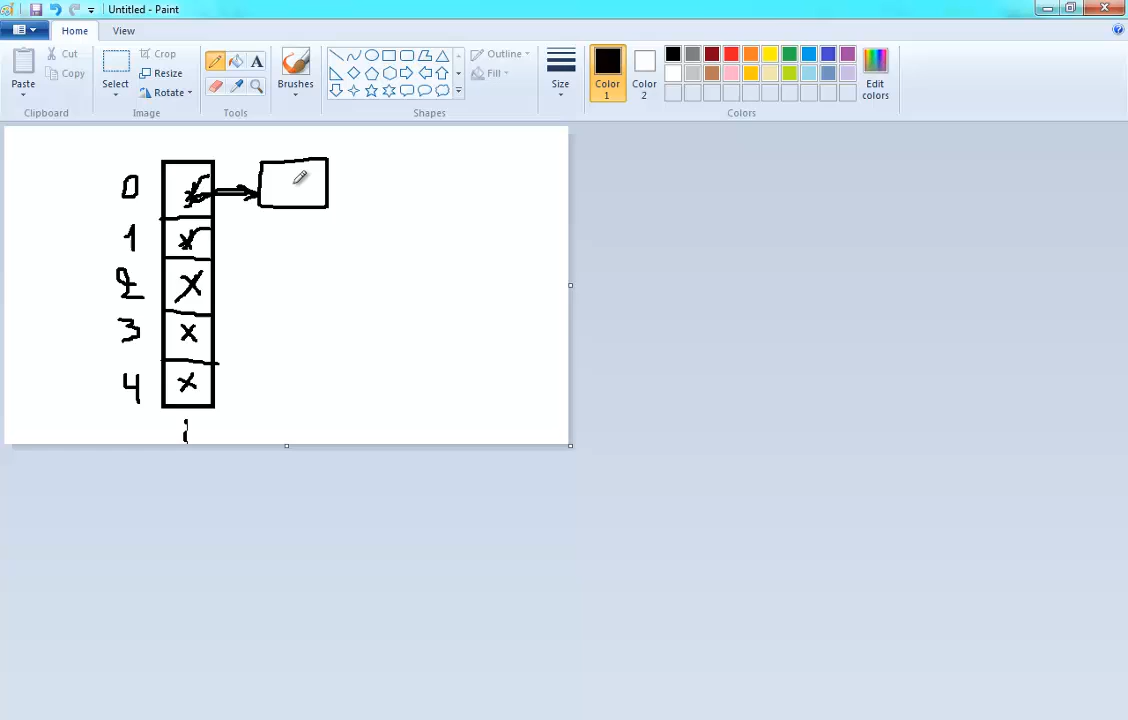 Untitled - Paint
Home View
Paste
Cut
Copy
Clipboard
Select
Crop
Resize
Rotate
Image
A
Tools
Brushes
Outline
Fill
Shapes
Size
Color 1
Color 2
Edit colors
Colors
0
1 X
2 X
3 X
4 X
i